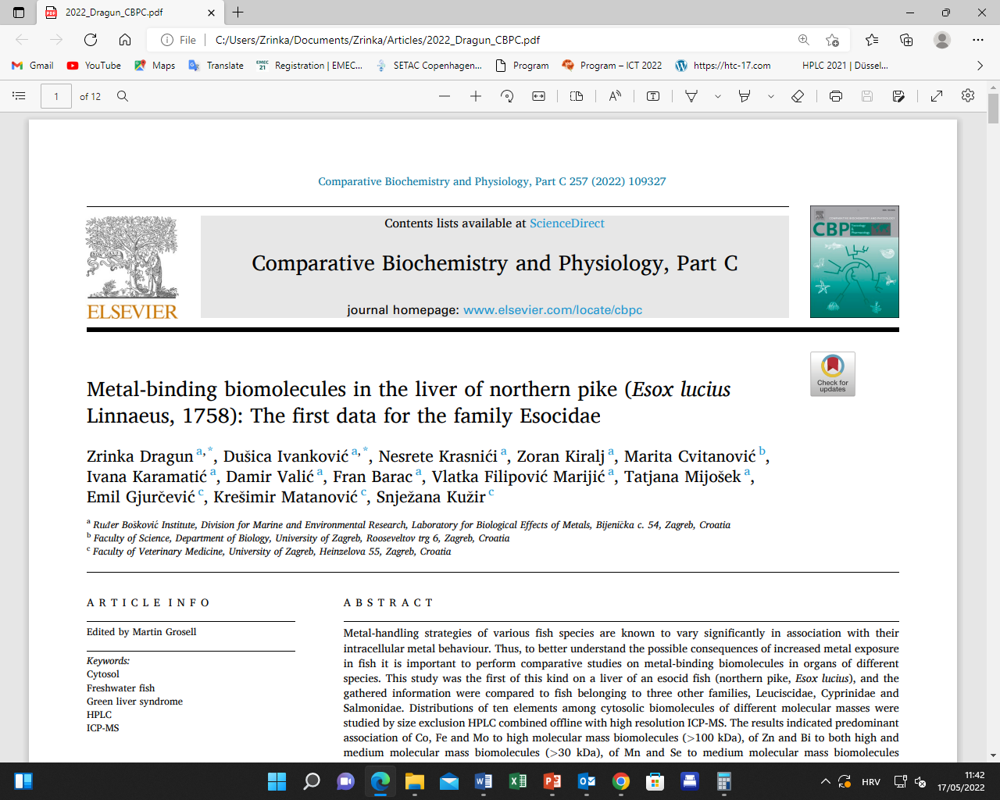 2022_Dragun_CBPC.pdf
File
C:/Users/Zrinka/Documents/Zrinka/Articles/2022_Dragun_CBPC.pdf
Gmail
YouTube
Maps
Translate
Registration | EMEC...
SETAC Copenhagen...
Program
Program – ICT 2022
https://htc-17.com
HPLC 2021 | Düssel...
1 of 12
Comparative Biochemistry and Physiology, Part C 257 (2022) 109327
Contents lists available at ScienceDirect
Comparative Biochemistry and Physiology, Part C
journal homepage: www.elsevier.com/locate/cbpc
ELSEVIER
CBP
Check for
updates
Metal-binding biomolecules in the liver of northern pike (Esox lucius
Linnaeus, 1758): The first data for the family Esocidae
Zrinka Dragun a,*, Dušica Ivanković a,*, Nesrete Krasnići a, Zoran Kiralj a, Marita Cvitanović b,
Ivana Karamatić a, Damir Valić a, Fran Barac a, Vlatka Filipović Marijić a, Tatjana Mijošek a,
Emil Gjurčević c, Krešimir Matanović c, Snježana Kužir c
a Ruđer Bošković Institute, Division for Marine and Environmental Research, Laboratory for Biological Effects of Metals, Bijenička c. 54, Zagreb, Croatia
b Faculty of Science, Department of Biology, University of Zagreb, Rooseveltov trg 6, Zagreb, Croatia
c Faculty of Veterinary Medicine, University of Zagreb, Heinzelova 55, Zagreb, Croatia
ARTICLE INFO
Edited by Martin Grosell
Keywords:
Cytosol
Freshwater fish
Green liver syndrome
HPLC
ICP-MS
ABSTRACT
Metal-handling strategies of various fish species are known to vary significantly in association with their
intracellular metal behaviour. Thus, to better understand the possible consequences of increased metal exposure
in fish it is important to perform comparative studies on metal-binding biomolecules in organs of different
species. This study was the first of this kind on a liver of an esocid fish (northern pike, Esox lucius), and the
gathered information were compared to fish belonging to three other families, Leuciscidae, Cyprinidae and
Salmonidae. Distributions of ten elements among cytosolic biomolecules of different molecular masses were
studied by size exclusion HPLC combined offline with high resolution ICP-MS. The results indicated predominant
association of Co, Fe and Mo to high molecular mass biomolecules (>100 kDa), of Zn and Bi to both high and
medium molecular mass biomolecules (>30 kDa), of Mn and Se to medium molecular mass biomolecules
HRV
11:42
17/05/2022